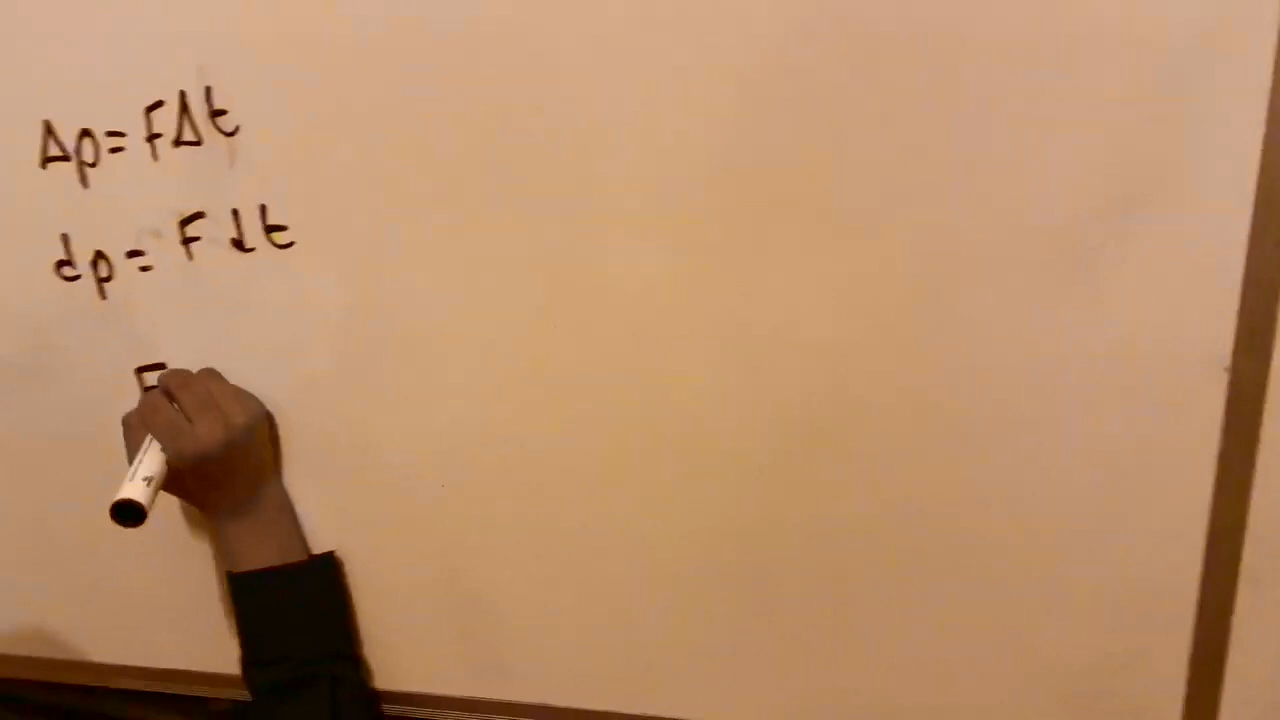 Δp = FΔt
dp = F dt
F